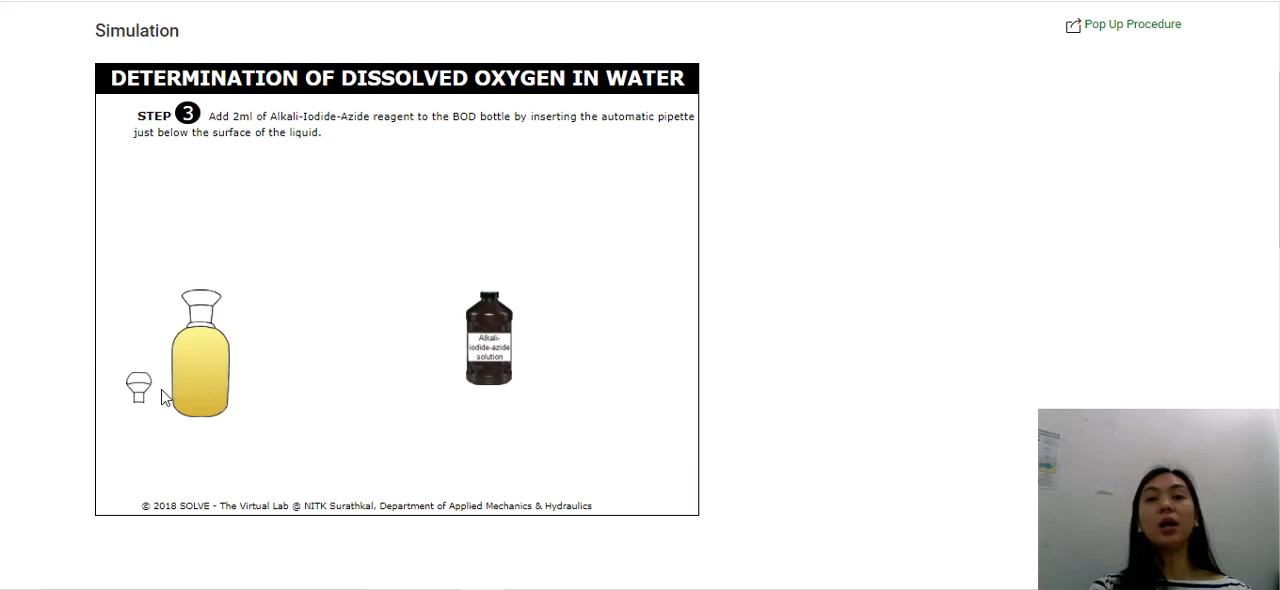 Simulation
Pop Up Procedure
DETERMINATION OF DISSOLVED OXYGEN IN WATER
STEP 3 Add 2ml of Alkali-Iodide-Azide reagent to the BOD bottle by inserting the automatic pipette
just below the surface of the liquid.
Alkali-
iodide-azide
solution
© 2018 SOLVE - The Virtual Lab @ NITK Surathkal, Department of Applied Mechanics & Hydraulics